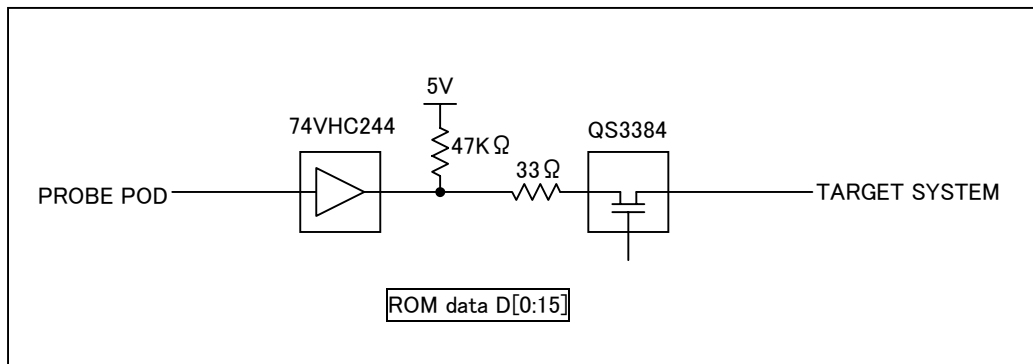 5V
74VHC244
47KΩ
QS3384
33Ω
PROBE POD
TARGET SYSTEM
ROM data D[0:15]